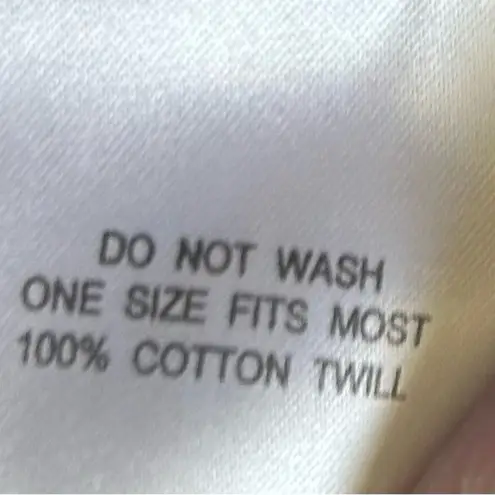 DO NOT WASH
ONE SIZE FITS MOST
100% COTTON TWILL